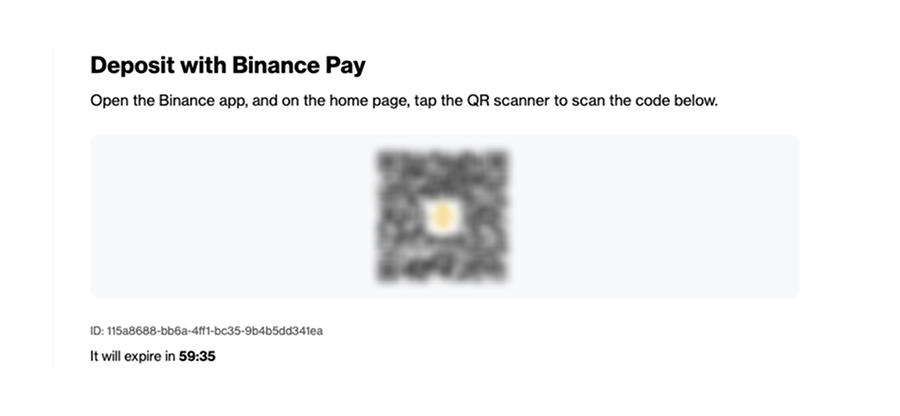 Deposit with Binance Pay
Open the Binance app, and on the home page, tap the QR scanner to scan the code below.
ID: 115a8688-bb6a-4ff1-bc35-9b4b5dd341ea
It will expire in 59:35